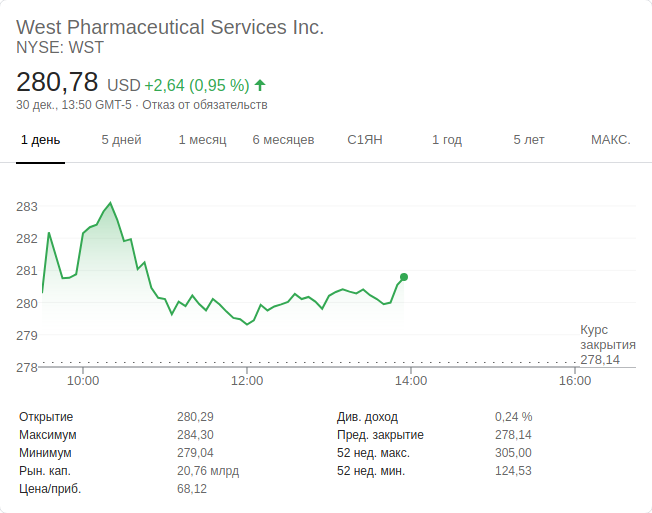 West Pharmaceutical Services Inc.
NYSE: WST
280,78 USD +2,64 (0,95 %)
30 дек., 13:50 GMT-5 · Отказ от обязательств
1 день 5 дней 1 месяц 6 месяцев С1ЯН 1 год 5 лет МАКС.
283
282
281
280
279
278
Курс
закрытия
278,14
10:00 12:00 14:00 16:00
Открытие 280,29 Див. доход 0,24 %
Максимум 284,30 Пред. закрытие 278,14
Минимум 279,04 52 нед. макс. 305,00
Рын. кап. 20,76 млрд 52 нед. мин. 124,53
Цена/приб. 68,12